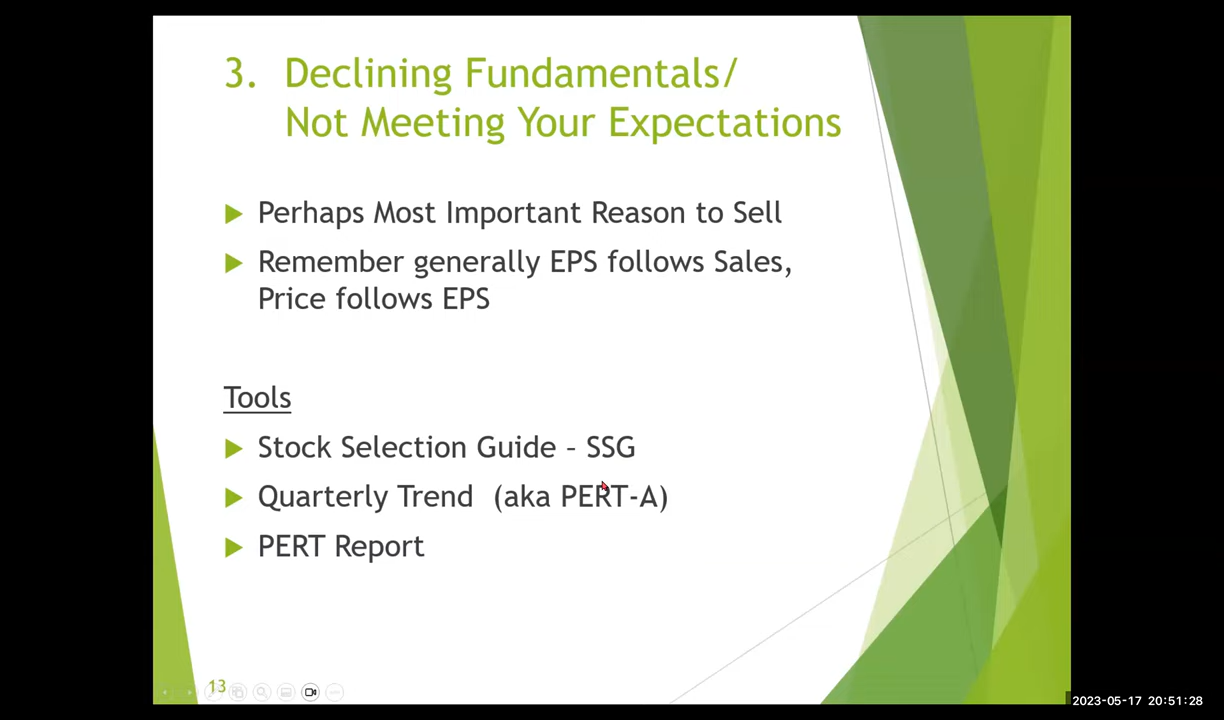 3. Declining Fundamentals/
Not Meeting Your Expectations
Perhaps Most Important Reason to Sell
Remember generally EPS follows Sales,
Price follows EPS
Tools
Stock Selection Guide – SSG
Quarterly Trend (aka PERT-A)
PERT Report
13
2023-05-17 20:51:28